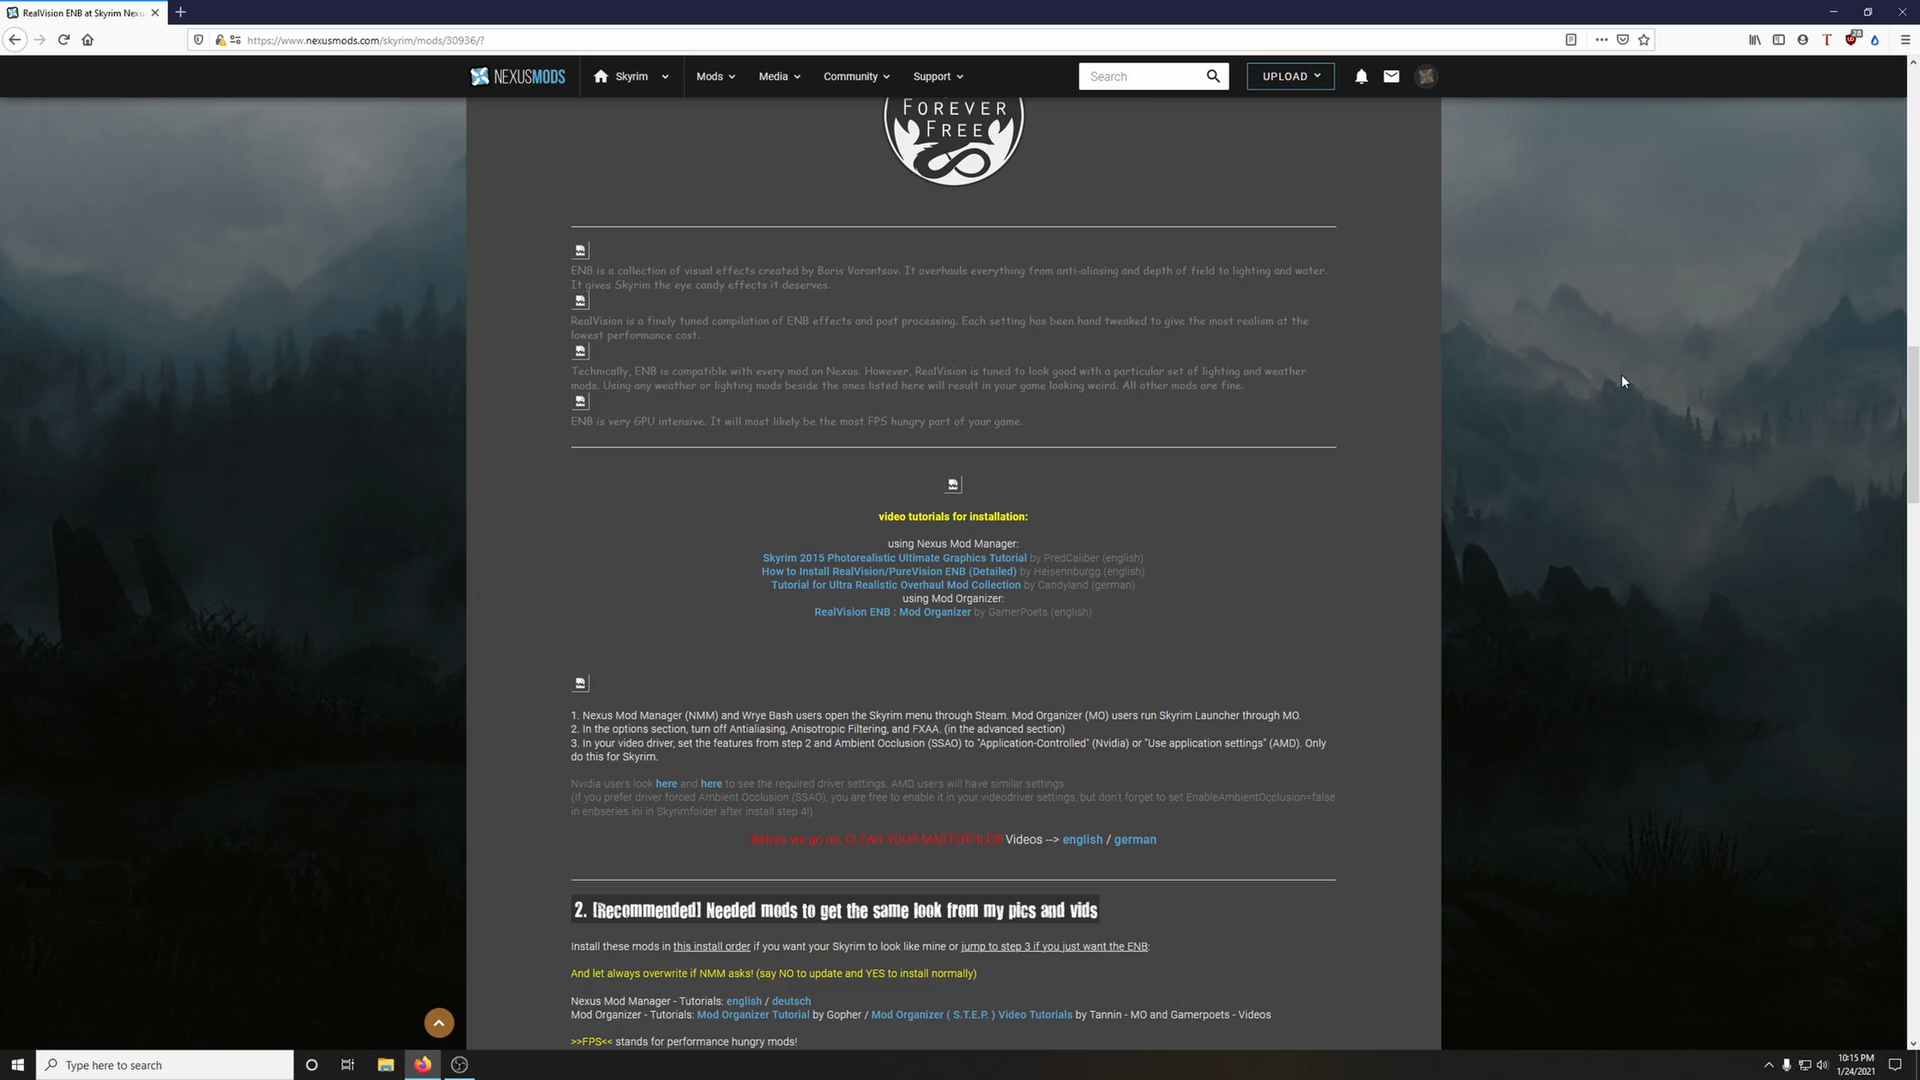 RealVision ENB at Skyrim Nexu
https://www.nexusmods.com/skyrim/mods/30936/?
28
NEXUSMODS
Skyrim
Mods
Media
Community
Support
Search
UPLOAD
FOREVER
FREE
ENB is a collection of visual effects created by Boris Vorontsov. It overhauls everything from anti-aliasing and depth of field to lighting and water.
It gives Skyrim the eye candy effects it deserves.
RealVision is a finely tuned compilation of ENB effects and post processing. Each setting has been hand tweaked to give the most realism at the
lowest performance cost.
Technically, ENB is compatible with every mod on Nexus. However, RealVision is tuned to look good with a particular set of lighting and weather
mods. Using any weather or lighting mods beside the ones listed here will result in your game looking weird. All other mods are fine.
ENB is very GPU intensive. It will most likely be the most FPS hungry part of your game.
video tutorials for installation:
using Nexus Mod Manager:
Skyrim 2015 Photorealistic Ultimate Graphics Tutorial by PredCaliber (english)
How to Install RealVision/PureVision ENB (Detailed) by Heisennburgg (english)
Tutorial for Ultra Realistic Overhaul Mod Collection by Candyland (german)
using Mod Organizer:
RealVision ENB : Mod Organizer by GamerPoets (english)
1. Nexus Mod Manager (NMM) and Wrye Bash users open the Skyrim menu through Steam. Mod Organizer (MO) users run Skyrim Launcher through MO.
2. In the options section, turn off Antialiasing, Anisotropic Filtering, and FXAA. (in the advanced section)
3. In your video driver, set the features from step 2 and Ambient Occlusion (SSAO) to "Application-Controlled" (Nvidia) or "Use application settings" (AMD). Only
do this for Skyrim.
Nvidia users look here and here to see the required driver settings. AMD users will have similar settings.
(If you prefer driver forced Ambient Occlusion (SSAO), you are free to enable it in your videodriver settings, but don't forget to set EnableAmbientOcclusion=false
in enbseries.ini in Skyrimfolder after install step 4!)
Before we go on, CLEAN YOUR MASTERFILES! Videos --> english / german
2. [Recommended] Needed mods to get the same look from my pics and vids
Install these mods in this install order if you want your Skyrim to look like mine or jump to step 3 if you just want the ENB:
And let always overwrite if NMM asks! (say NO to update and YES to install normally)
Nexus Mod Manager - Tutorials: english / deutsch
Mod Organizer - Tutorials: Mod Organizer Tutorial by Gopher / Mod Organizer ( S.T.E.P. ) Video Tutorials by Tannin - MO and Gamerpoets - Videos
>>FPS<< stands for performance hungry mods!
Type here to search
10:15 PM
1/24/2021